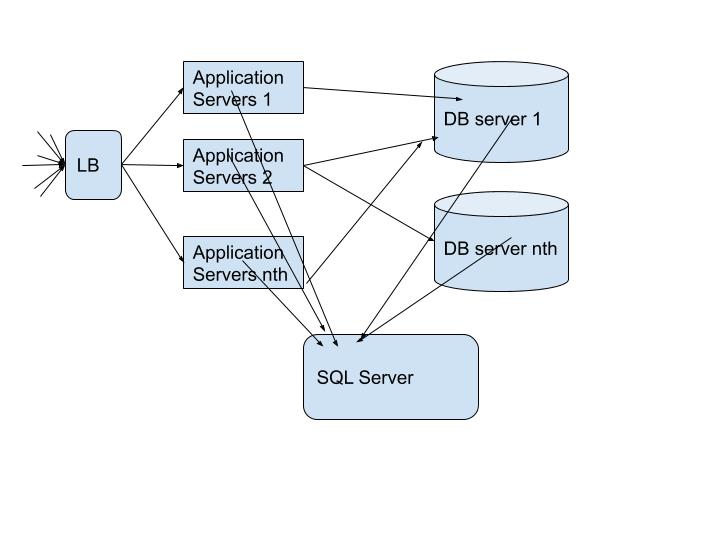 Application
Servers 1
DB server 1
LB
Application
Servers 2
Application
Servers nth
DB server nth
SQL Server